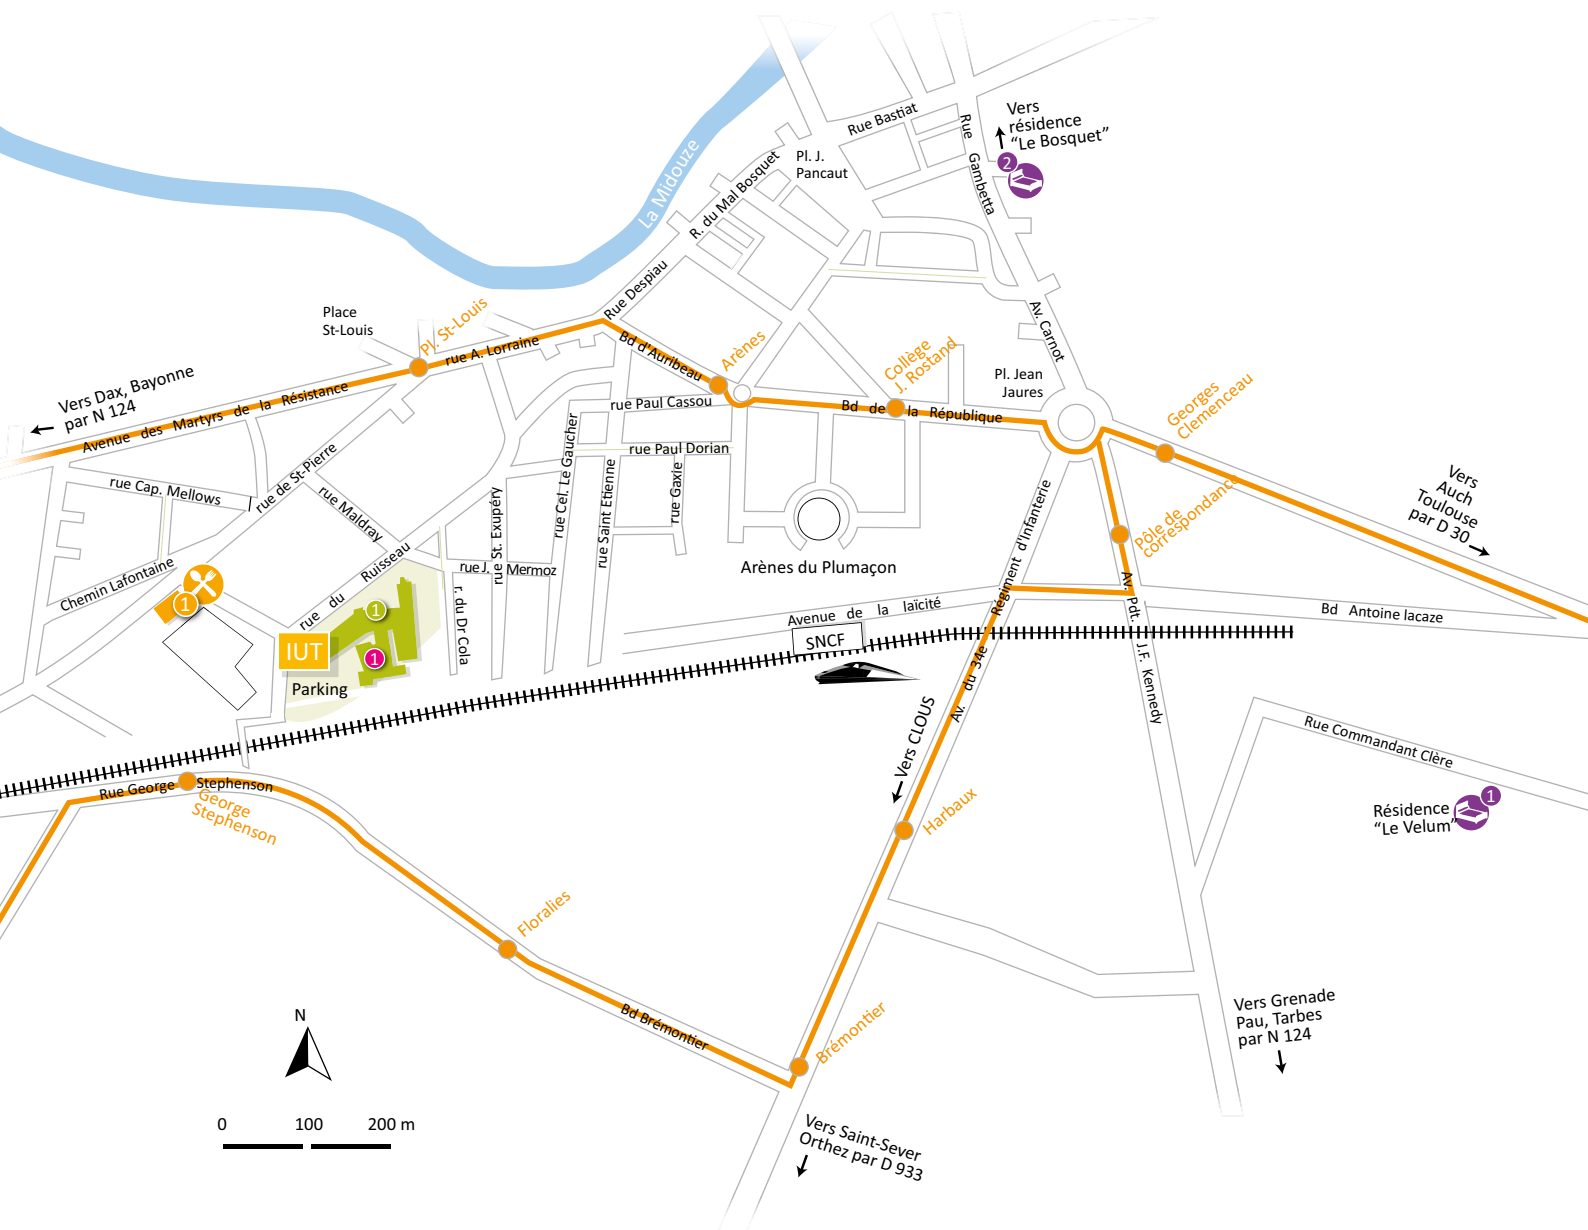 Vers
résidence
“Le Bosquet”
2
Rue Bastiat
Rue Gambetta
Pl. J.
Pancaut
La Midouze
R. du Mal Bosquet
Rue Despiau
Place
St-Louis
Pl. St-Louis
rue A. Lorraine
Bd d'Auribeau
Arènes
Collège
J. Rostand
Av. Carnot
Pl. Jean
Jaures
Georges
Clemenceau
Vers Dax, Bayonne
par N 124
Avenue des Martyrs de la Résistance
rue Paul Cassou
Bd de la République
rue Paul Dorian
rue de St-Pierre
rue Cap. Mellows
rue Maldray
rue St. Exupéry
rue Cel. Le Gaucher
rue Saint Etienne
rue Gaxie
Vers
Auch
Toulouse
par D 30
Pôle de
correspondance
Chemin Lafontaine
1
rue du Ruisseau
rue J. Mermoz
r. du Dr Cola
Arènes du Plumaçon
Avenue de la laïcité
SNCF
Av. du 34e Régiment d'Infanterie
Av. Pdt. J.F. Kennedy
Bd Antoine lacaze
1
1
IUT
Parking
Vers CLOUS
Rue Commandant Clère
Rue George Stephenson
George
Stephenson
Harbaux
Résidence
“Le Velum”
1
Floralies
Bd Brémontier
Brémontier
Vers Grenade
Pau, Tarbes
par N 124
N
0 100 200 m
Vers Saint-Sever
Orthez par D 933